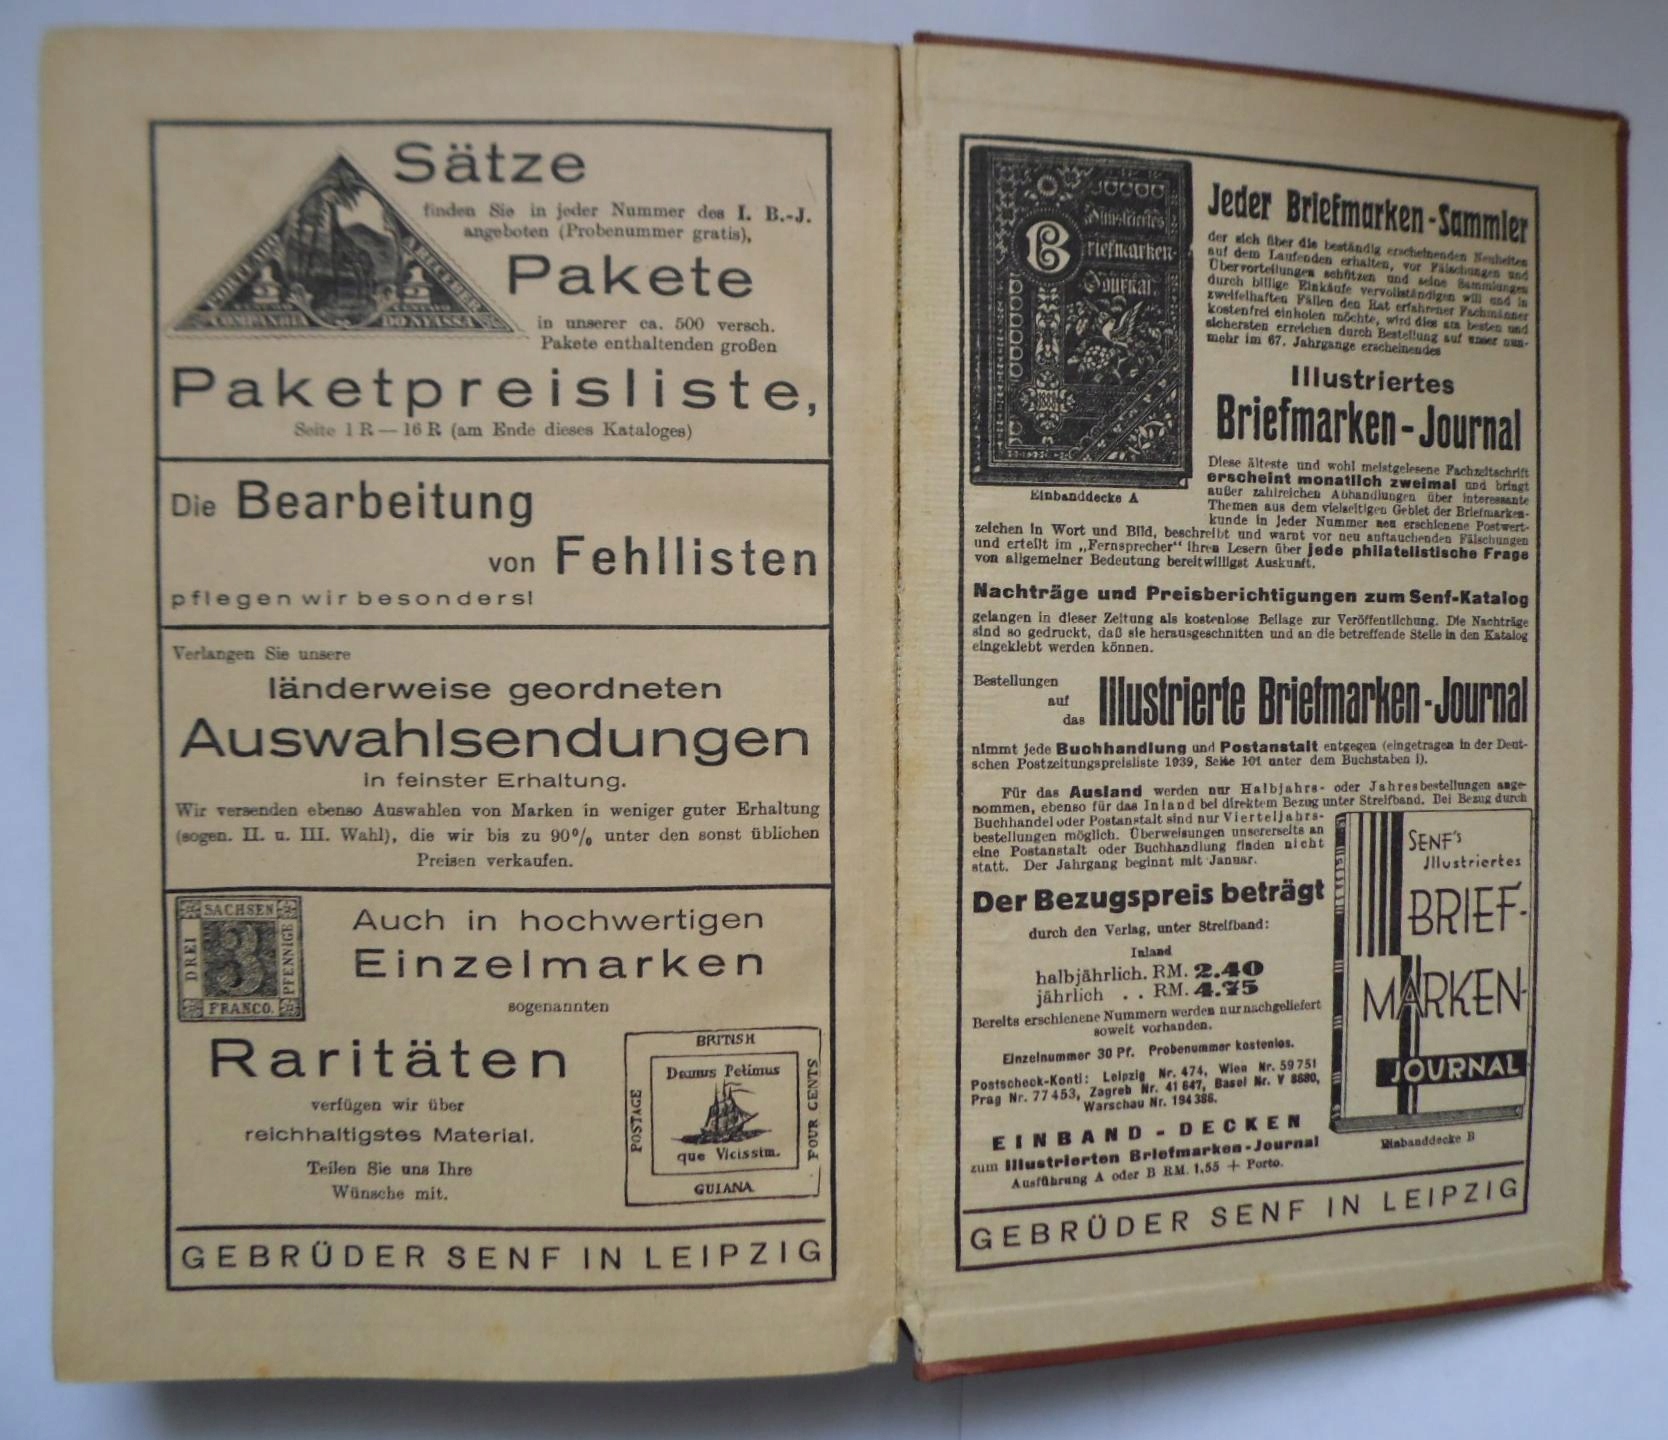 Sätze
finden Sie in jeder Nummer des I. B.-J.
angeboten (Probenummer gratis),
PORTEADO
A RECEBER
COMPANHIA
DO NYASSA
Pakete
in unserer ca. 500 versch.
Pakete enthaltenden großen
Paketpreisliste,
Seite 1 R — 16 R (am Ende dieses Kataloges)
Die Bearbeitung
von Fehllisten
pflegen wir besonders!
Verlangen Sie unsere
länderweise geordneten
Auswahlsendungen
in feinster Erhaltung.
Wir versenden ebenso Auswahlen von Marken in weniger guter Erhaltung
(sogen. II. u. III. Wahl), die wir bis zu 90% unter den sonst üblichen
Preisen verkaufen.
SACHSEN
DREI
3
PFENNIGE
FRANCO.
Auch in hochwertigen
Einzelmarken
sogenannten
Raritäten
verfügen wir über
reichhaltigstes Material.
Teilen Sie uns Ihre
Wünsche mit.
BRITISH
POSTAGE
Damus Petimus
que Vicissim.
FOUR CENTS
GUIANA
GEBRÜDER SENF IN LEIPZIG
Illustriertes
Briefmarken-
Journal
Einbanddecke A
Jeder Briefmarken-Sammler
der sich über die beständig erscheinenden Neuheiten
auf dem Laufenden erhalten, vor Fälschungen und
Übervorteilungen schützen und seine Sammlungen
durch billige Einkäufe vervollständigen will und in
zweifelhaften Fällen den Rat erfahrener Fachmänner
kostenfrei einholen möchte, wird dies am besten und
sichersten erreichen durch Bestellung auf unser nun-
mehr im 67. Jahrgange erscheinendes
Illustriertes
Briefmarken-Journal
Diese älteste und wohl meistgelesene Fachzeitschrift
erscheint monatlich zweimal und bringt
außer zahlreichen Abhandlungen über interessante
Themen aus dem vielseitigen Gebiet der Briefmarken-
kunde in jeder Nummer neu erschienene Postwert-
zeichen in Wort und Bild, beschreibt und warnt vor neu auftauchenden Fälschungen
und erteilt im „Fernsprecher“ ihren Lesern über jede philatelistische Frage
von allgemeiner Bedeutung bereitwilligst Auskunft.
Nachträge und Preisberichtigungen zum Senf-Katalog
gelangen in dieser Zeitung als kostenlose Beilage zur Veröffentlichung. Die Nachträge
sind so gedruckt, daß sie herausgeschnitten und an die betreffende Stelle in den Katalog
eingeklebt werden können.
Bestellungen
auf
das Illustrierte Briefmarken-Journal
nimmt jede Buchhandlung und Postanstalt entgegen (eingetragen in der Deut-
schen Postzeitungspreisliste 1939, Seite 101 unter dem Buchstaben I).
Für das Ausland werden nur Halbjahrs- oder Jahresbestellungen ange-
nommen, ebenso für das Inland bei direktem Bezug unter Streifband. Bei Bezug durch
Buchhandel oder Postanstalt sind nur Vierteljahrs-
bestellungen möglich. Überweisungen unsererseits an
eine Postanstalt oder Buchhandlung finden nicht
statt. Der Jahrgang beginnt mit Januar.
Der Bezugspreis beträgt
durch den Verlag, unter Streifband:
Inland
halbjährlich. RM. 2.40
jährlich . . RM. 4.75
Bereits erschienene Nummern werden nur nachgeliefert
soweit vorhanden.
Einzelnummer 30 Pf. Probenummer kostenlos.
Postscheck-Konti: Leipzig Nr. 474, Wien Nr. 59 751
Prag Nr. 77 453, Zagreb Nr. 41 647, Basel Nr. V 8680,
Warschau Nr. 194 386.
EINBAND-DECKEN
zum Illustrierten Briefmarken-Journal
Ausführung A oder B RM. 1,55 + Porto.
SENF'S
Illustriertes
BRIEF-
MARKEN-
JOURNAL
Einbanddecke B
GEBRÜDER SENF IN LEIPZIG